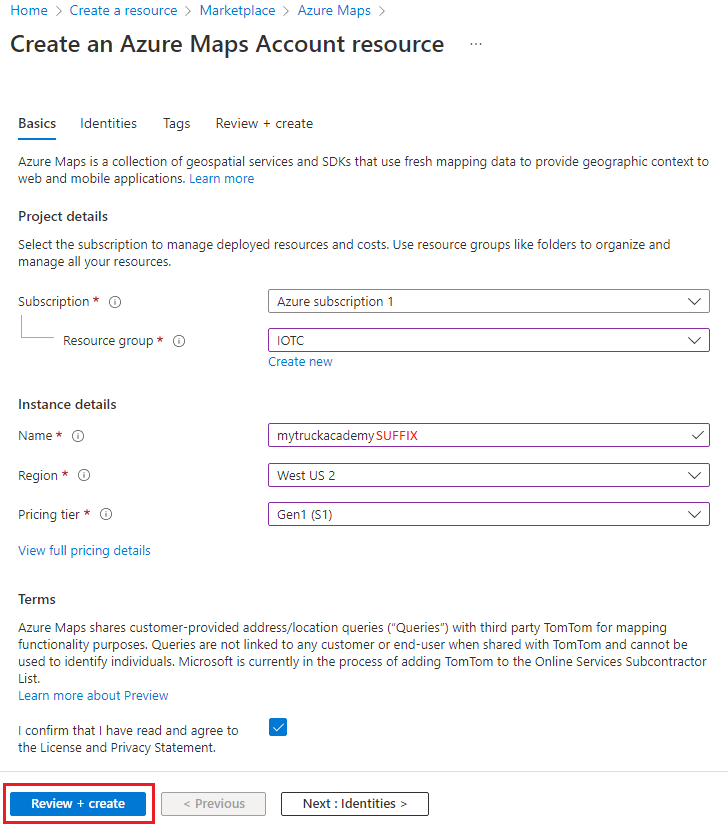 Home > Create a resource > Marketplace > Azure Maps >
Create an Azure Maps Account resource ...
Basics Identities Tags Review + create
Azure Maps is a collection of geospatial services and SDKs that use fresh mapping data to provide geographic context to
web and mobile applications. Learn more
Project details
Select the subscription to manage deployed resources and costs. Use resource groups like folders to organize and
manage all your resources.
Subscription * Azure subscription 1
Resource group * IOTC
Create new
Instance details
Name * mytruckacademySUFFIX
Region * West US 2
Pricing tier * Gen1 (S1)
View full pricing details
Terms
Azure Maps shares customer-provided address/location queries (“Queries”) with third party TomTom for mapping
functionality purposes. Queries are not linked to any customer or end-user when shared with TomTom and cannot be
used to identify individuals. Microsoft is currently in the process of adding TomTom to the Online Services Subcontractor
List.
Learn more about Preview
I confirm that I have read and agree to
the License and Privacy Statement.
Review + create < Previous Next : Identities >